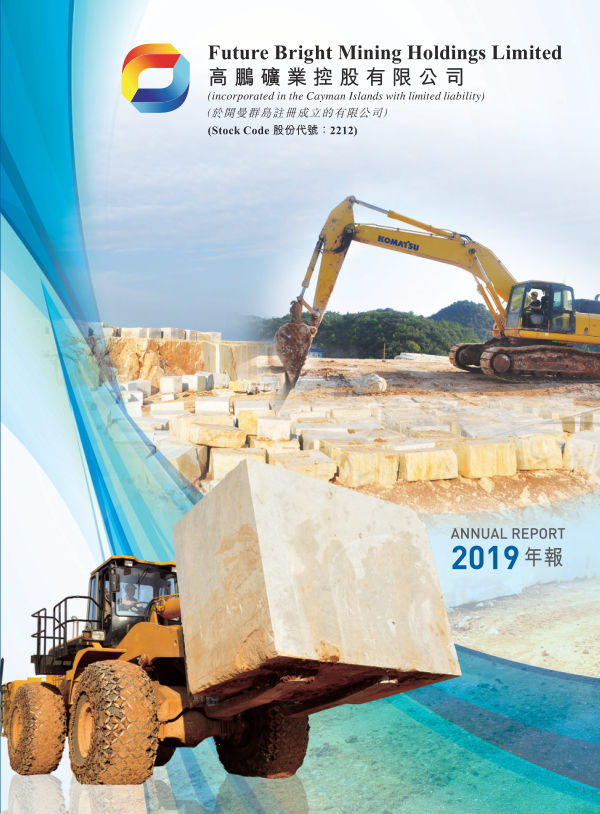 Future Bright Mining Holdings Limited
高鵬礦業控股有限公司
(incorporated in the Cayman Islands with limited liability)
(於開曼群島註冊成立的有限公司)
(Stock Code 股份代號：2212)
KOMATSU
ANNUAL REPORT
2019 年報